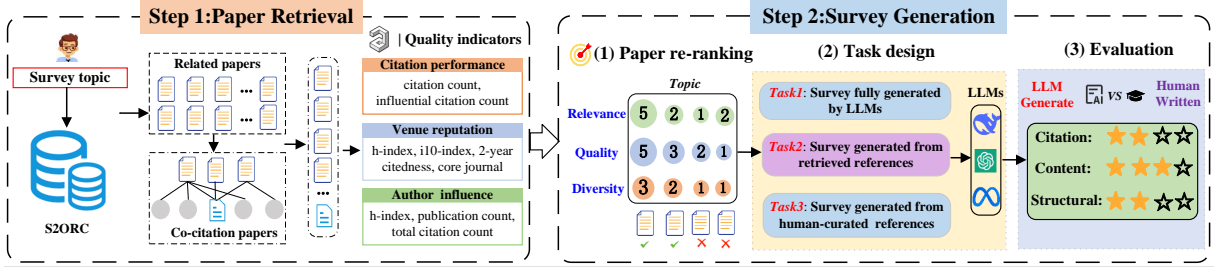 Step 1:Paper Retrieval
Survey topic
S2ORC
Related papers
...
...
Co-citation papers
...
| Quality indicators
Citation performance
citation count,
influential citation count
Venue reputation
h-index, i10-index, 2-year
citedness, core journal
Author influence
h-index, publication count,
total citation count
Step 2:Survey Generation
(1) Paper re-ranking
Topic
Relevance 5 2 1 2
Quality 5 3 2 1
Diversity 3 2 1 1
(2) Task design
Task1: Survey fully generated
by LLMs
Task2: Survey generated from
retrieved references
Task3: Survey generated from
human-curated references
LLMs
(3) Evaluation
LLM
Generate
AI
VS
Human
Written
Citation:
Content:
Structural: